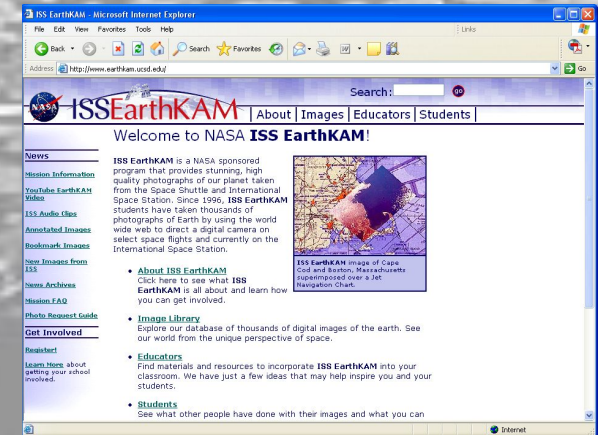 ISS EarthKAM - Microsoft Internet Explorer
File Edit View Favorites Tools Help
Links
Back Search Favorites
Address http://www.earthkam.ucsd.edu/ Go
Search: go
NASA ISSEarthKAM | About | Images | Educators | Students |
Welcome to NASA ISS EarthKAM!
News
Mission Information
YouTube EarthKAM
Video
ISS Audio Clips
Annotated Images
Bookmark Images
New Images from
ISS
News Archives
Mission FAQ
Photo Request Guide
Get Involved
Register!
Learn More about
getting your school
involved.
ISS EarthKAM is a NASA sponsored
program that provides stunning, high
quality photographs of our planet taken
from the Space Shuttle and International
Space Station. Since 1996, ISS EarthKAM
students have taken thousands of
photographs of Earth by using the world
wide web to direct a digital camera on
select space flights and currently on the
International Space Station.
ISS EarthKAM image of Cape
Cod and Boston, Massachusetts
superimposed over a Jet
Navigation Chart.
• About ISS EarthKAM
Click here to see what ISS
EarthKAM is all about and learn how
you can get involved.
• Image Library
Explore our database of thousands of digital images of the earth. See
our world from the unique perspective of space.
• Educators
Find materials and resources to incorporate ISS EarthKAM into your
classroom. We have just a few ideas that may help inspire you and your
students.
• Students
See what other people have done with their images and what you can
Internet